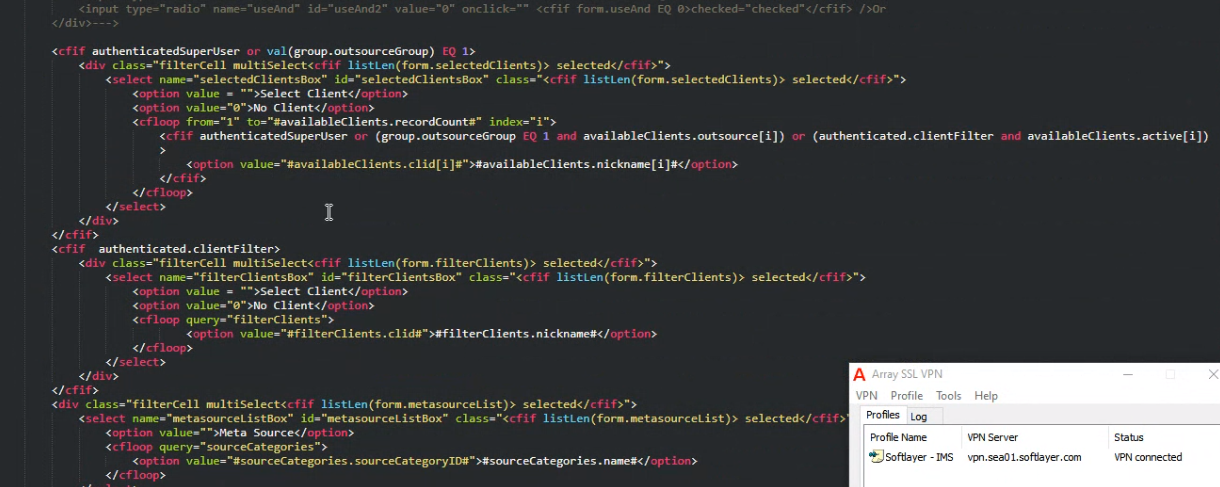 <input type="radio" name="useAnd" id="useAnd2" value="0" onclick="" <cfif form.useAnd EQ 0>checked="checked"</cfif> />Or
</div>--->
<cfif authenticatedSuperUser or val(group.outsourceGroup) EQ 1>
<div class="filterCell multiSelect<cfif listLen(form.selectedClients)> selected</cfif>">
<select name="selectedClientsBox" id="selectedClientsBox" class="<cfif listLen(form.selectedClients)> selected</cfif>">
<option value = "">Select Client</option>
<option value="0">No Client</option>
<cfloop from="1" to="#availableClients.recordCount#" index="i">
<cfif authenticatedSuperUser or (group.outsourceGroup EQ 1 and availableClients.outsource[i]) or (authenticated.clientFilter and availableClients.active[i])
>
<option value="#availableClients.clid[i]#">#availableClients.nickname[i]#</option>
</cfif>
</cfloop>
</select>
</div>
</cfif>
<cfif  authenticated.clientFilter>
<div class="filterCell multiSelect<cfif listLen(form.filterClients)> selected</cfif>">
<select name="filterClientsBox" id="filterClientsBox" class="<cfif listLen(form.filterClients)> selected</cfif>">
<option value = "">Select Client</option>
<option value="0">No Client</option>
<cfloop query="filterClients">
<option value="#filterClients.clid#">#filterClients.nickname#</option>
</cfloop>
</select>
</div>
</cfif>
<div class="filterCell multiSelect<cfif listLen(form.metasourceList)> selected</cfif>">
<select name="metasourceListBox" id="metasourceListBox" class="<cfif listLen(form.metasourceList)> selected</cfif>"
<option value="">Meta Source</option>
<cfloop query="sourceCategories">
<option value="#sourceCategories.sourceCategoryID#">#sourceCategories.name#</option>
</cfloop>
A Array SSL VPN
VPN Profile Tools Help
Profiles Log
Profile Name VPN Server Status
Softlayer - IMS vpn.sea01.softlayer.com VPN connected